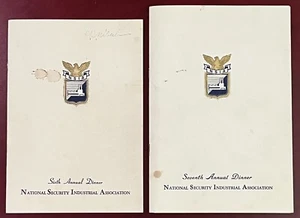 Sixth Annual Dinner
National Security Industrial Association
Seventh Annual Dinner
National Security Industrial Association